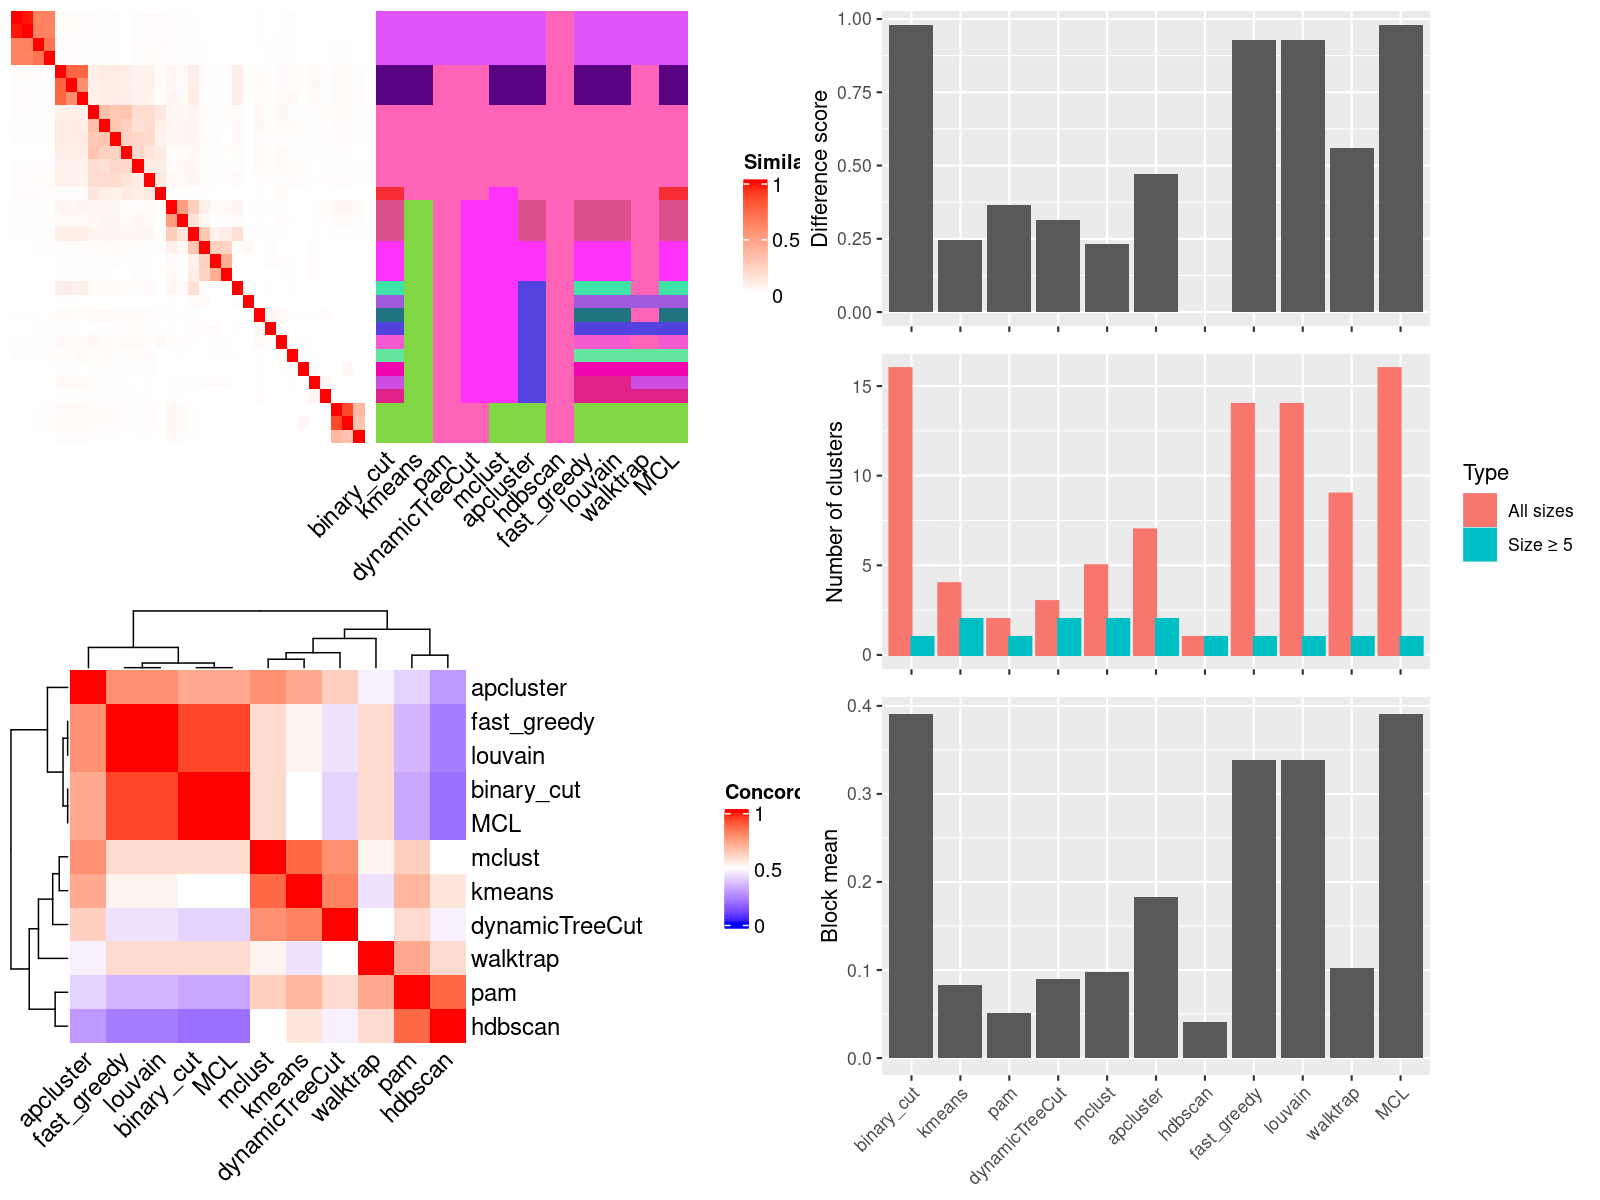 Simila
1
0.5
0
binary_cut
kmeans
pam
dynamicTreeCut
mclust
apcluster
hdbscan
fast_greedy
louvain
walktrap
MCL
Difference score
1.00
0.75
0.50
0.25
0.00
Number of clusters
15
10
5
0
Type
All sizes
Size ≥ 5
Block mean
0.4
0.3
0.2
0.1
0.0
binary_cut
kmeans
pam
dynamicTreeCut
mclust
apcluster
hdbscan
fast_greedy
louvain
walktrap
MCL
apcluster
fast_greedy
louvain
binary_cut
MCL
mclust
kmeans
dynamicTreeCut
walktrap
pam
hdbscan
Concord
1
0.5
0
apcluster
fast_greedy
louvain
binary_cut
MCL
mclust
kmeans
dynamicTreeCut
walktrap
pam
hdbscan